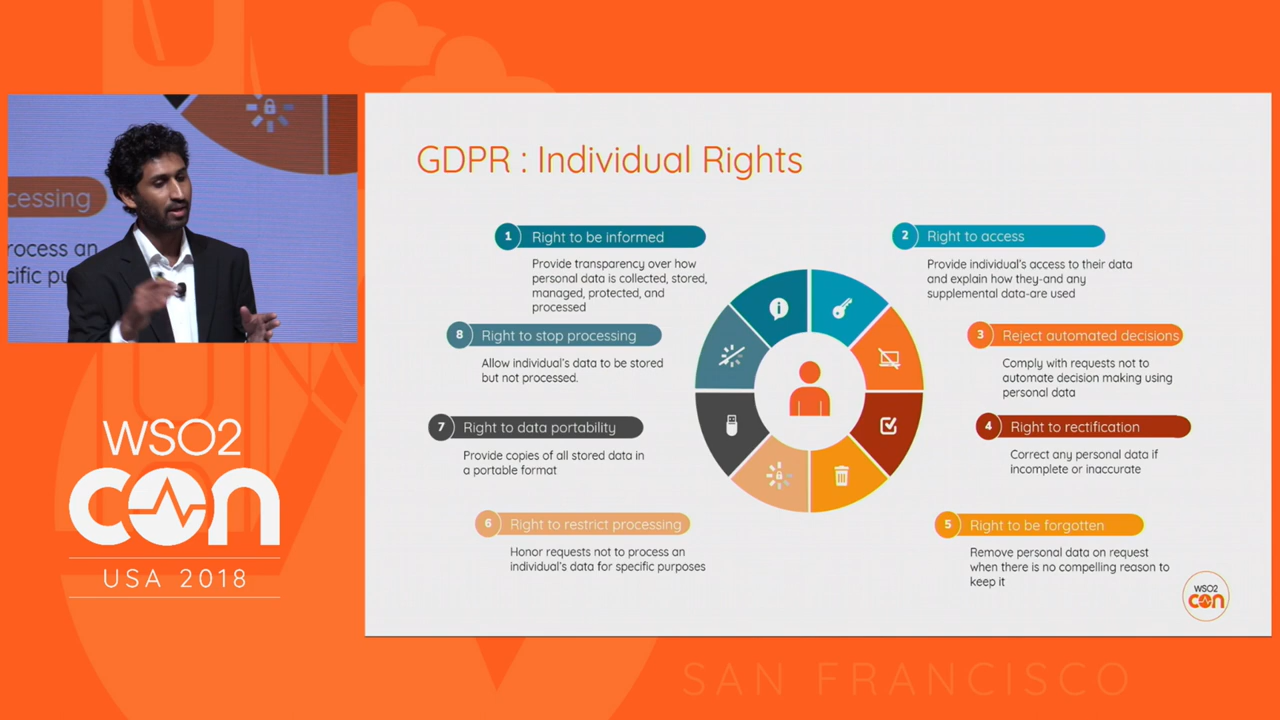 cessing
rocess an
cific pu
WSO2
con
USA 2018
GDPR : Individual Rights
1 Right to be informed
Provide transparency over how
personal data is collected, stored,
managed, protected, and
processed
2 Right to access
Provide individual's access to their data
and explain how they-and any
supplemental data-are used
3 Reject automated decisions
Comply with requests not to
automate decision making using
personal data
4 Right to rectification
Correct any personal data if
incomplete or inaccurate
5 Right to be forgotten
Remove personal data on request
when there is no compelling reason to
keep it
6 Right to restrict processing
Honor requests not to process an
individual's data for specific purposes
7 Right to data portability
Provide copies of all stored data in
a portable format
8 Right to stop processing
Allow individual's data to be stored
but not processed.
WSO2
con
SAN FRANCISCO